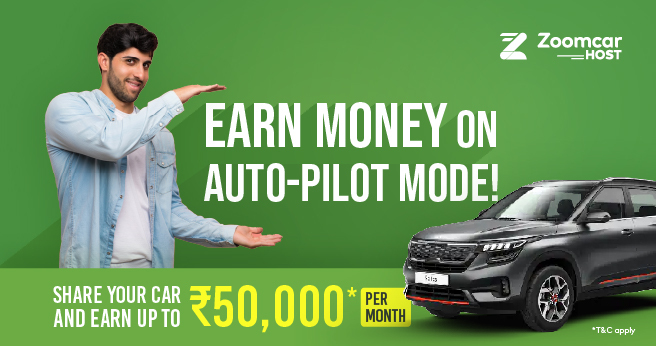 Zoomcar
HOST
EARN MONEY ON
AUTO-PILOT MODE!
SHARE YOUR CAR
AND EARN UP TO
₹50,000*
PER
MONTH
*T&C apply